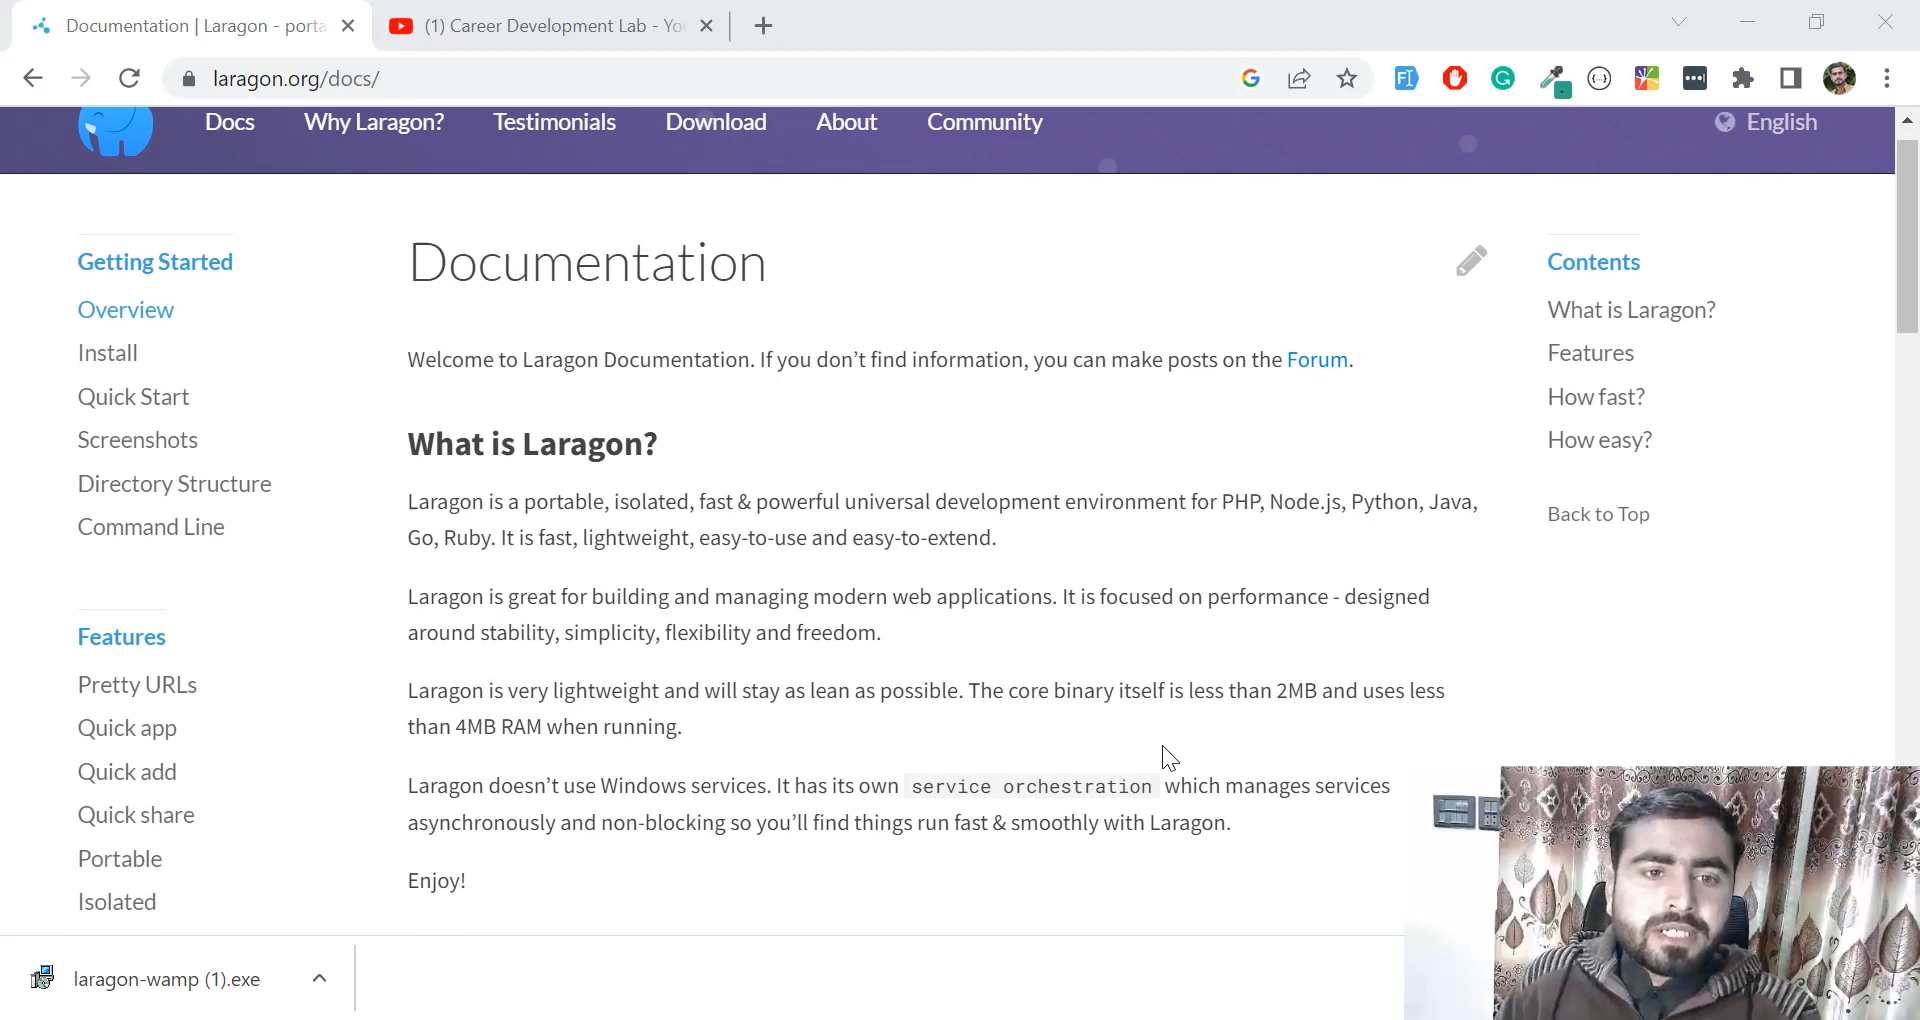 Documentation | Laragon - porta
(1) Career Development Lab - Yo
laragon.org/docs/
Docs
Why Laragon?
Testimonials
Download
About
Community
English
Getting Started
Overview
Install
Quick Start
Screenshots
Directory Structure
Command Line
Features
Pretty URLs
Quick app
Quick add
Quick share
Portable
Isolated
Documentation
Welcome to Laragon Documentation. If you don’t find information, you can make posts on the Forum.
What is Laragon?
Laragon is a portable, isolated, fast & powerful universal development environment for PHP, Node.js, Python, Java,
Go, Ruby. It is fast, lightweight, easy-to-use and easy-to-extend.
Laragon is great for building and managing modern web applications. It is focused on performance - designed
around stability, simplicity, flexibility and freedom.
Laragon is very lightweight and will stay as lean as possible. The core binary itself is less than 2MB and uses less
than 4MB RAM when running.
Laragon doesn’t use Windows services. It has its own service orchestration which manages services
asynchronously and non-blocking so you’ll find things run fast & smoothly with Laragon.
Enjoy!
Contents
What is Laragon?
Features
How fast?
How easy?
Back to Top
laragon-wamp (1).exe